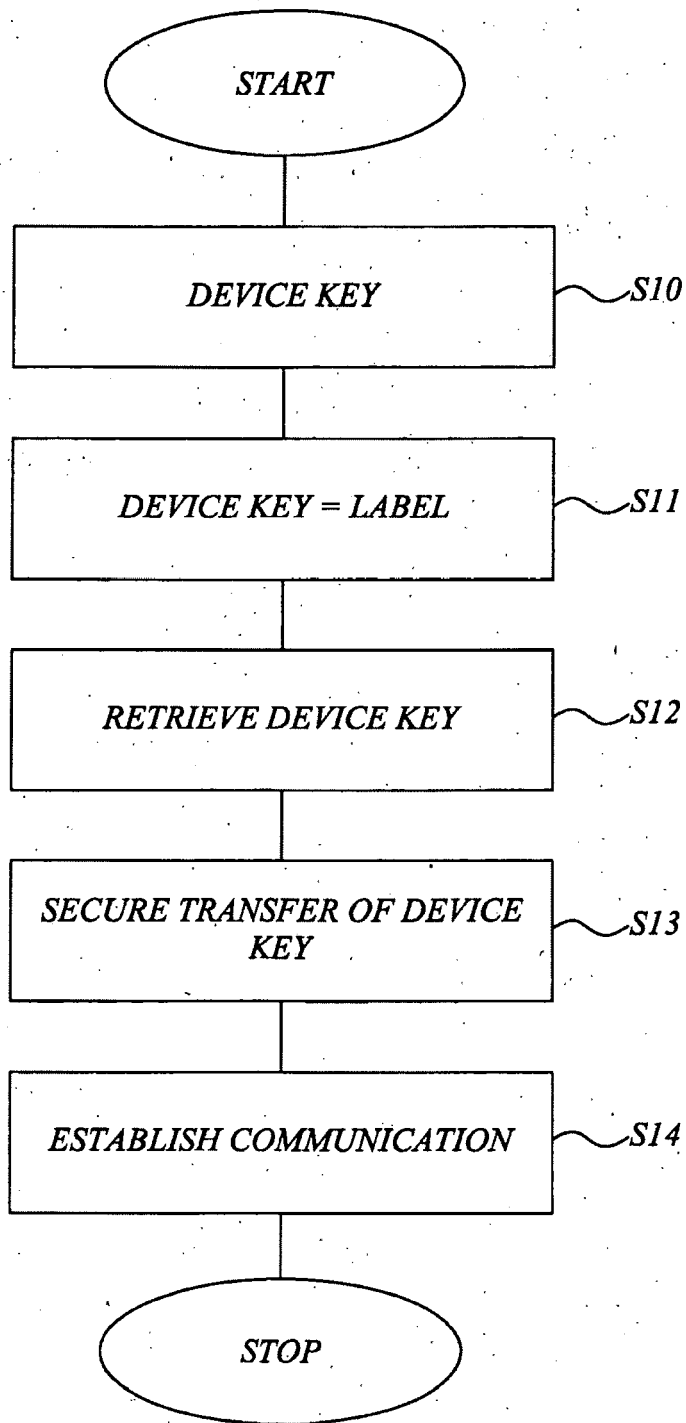 START
DEVICE KEY
S10
DEVICE KEY = LABEL
S11
RETRIEVE DEVICE KEY
S12
SECURE TRANSFER OF DEVICE
KEY
S13
ESTABLISH COMMUNICATION
S14
STOP